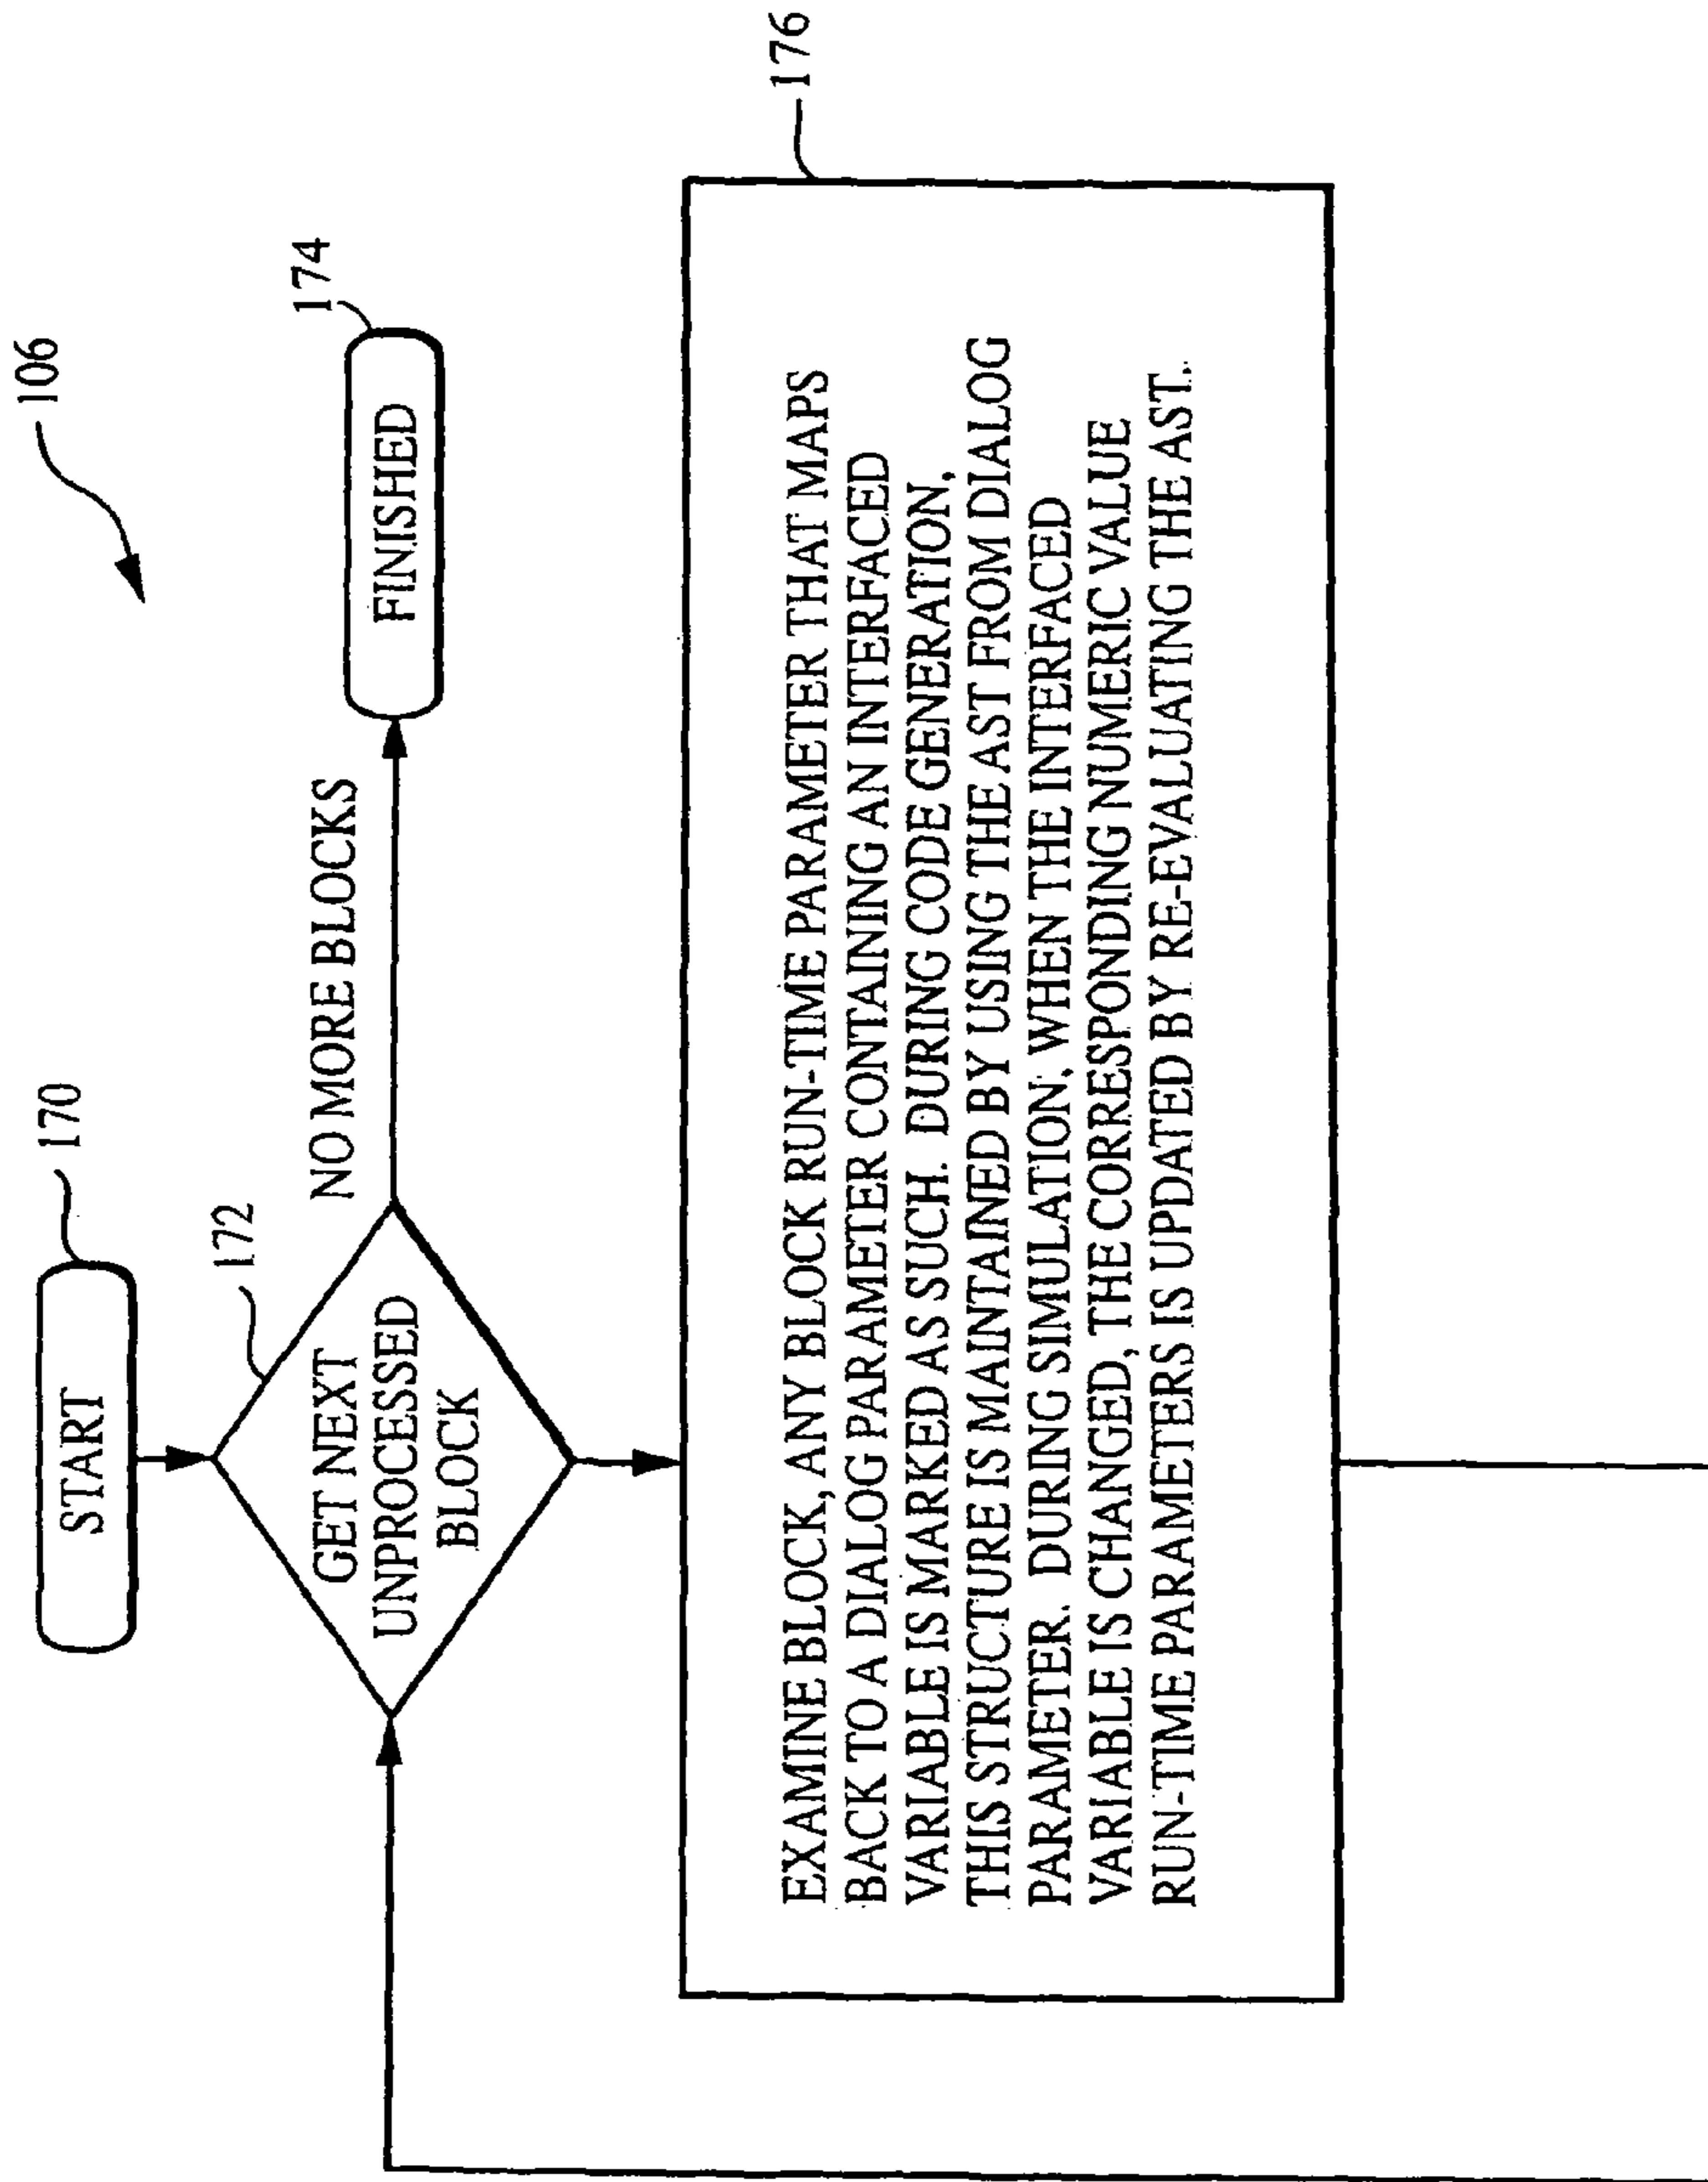 106
START
170
GET NEXT
UNPROCESSED
BLOCK
172
NO MORE BLOCKS
FINISHED
174
EXAMINE BLOCK, ANY BLOCK RUN-TIME PARAMETER THAT MAPS
BACK TO A DIALOG PARAMETER CONTAINING AN INTERFACED
VARIABLE IS MARKED AS SUCH. DURING CODE GENERATION,
THIS STRUCTURE IS MAINTAINED BY USING THE AST FROM DIALOG
PARAMETER. DURING SIMULATION, WHEN THE INTERFACED
VARIABLE IS CHANGED, THE CORRESPONDING NUMERIC VALUE
RUN-TIME PARAMETERS IS UPDATED BY RE-EVALUATING THE AST.
176